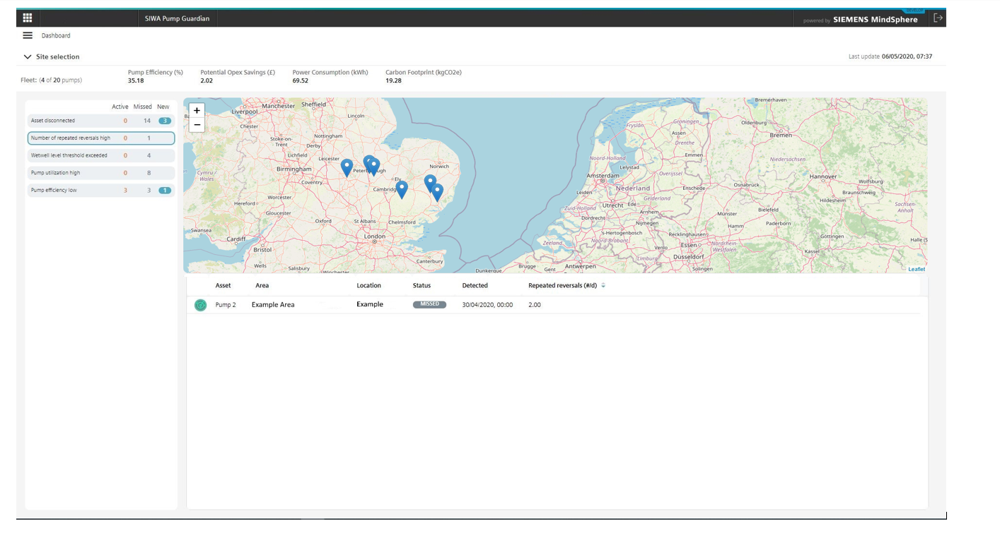 SIWA Pump Guardian
powered by SIEMENS MindSphere
Dashboard
Site selection
Last update 06/05/2020, 07:37
Fleet: (4 of 20 pumps)
Pump Efficiency (%) Potential Opex Savings (£) Power Consumption (kWh) Carbon Footprint (kgCO2e)
35.18 2.02 69.52 19.28
Active Missed New
Asset disconnected 0 14 3
Number of repeated reversals high 0 1
Wetwell level threshold exceeded 0 4
Pump utilization high 0 8
Pump efficiency low 3 3 1
+
−
Manchester Sheffield
Liverpool
Lincoln
Chester
Stoke-on-Trent
Nottingham
Derby
Lichfield
Leicester
Birmingham
Peterborough
Norwich
Ely
Cymru / Wales
Coventry
Worcester
Hereford
Gloucester
Oxford
St Albans
Chelmsford
Swansea
Cardiff
London
Bristol
Wells
Salisbury
Winchester
Canterbury
Dunkerque
Brugge
Gent
Antwerpen
Bremerhaven
Groningen
Fryslân
Assen
Oldenburg
Bremen
Drenthe
Emmen
Noord-Holland
Niedersachsen
Lelystad
Amsterdam
Overijssel
Hannover
Wolfsburg
Leiden
Nederland
Enschede
Osnabrück
Braunschweig
Gelderland
Hildesheim
Utrecht
Ede
Zuid-Holland
Arnhem
Münster
Bielefeld
Sachsen-Anhalt
Dordrecht
Nijmegen
Hamm
Paderborn
's-Hertogenbosch
Recklinghausen
Göttingen
Zeeland
Noord-Brabant
Venlo
Essen
Nordrhein-Westfalen
Kassel
Halle (S
Limburg
Düsseldorf
Solingen
Leaflet
Asset Area Location Status Detected Repeated reversals (#/d)
Pump 2 Example Area Example MISSED 30/04/2020, 00:00 2.00